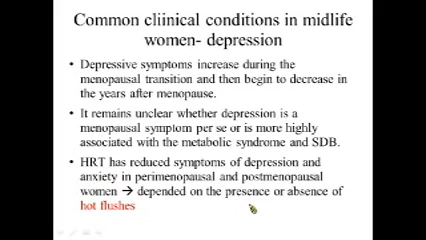 Common cliinical conditions in midlife
women- depression
• Depressive symptoms increase during the
menopausal transition and then begin to decrease in
the years after menopause.
• It remains unclear whether depression is a
menopausal symptom per se or is more highly
associated with the metabolic syndrome and SDB.
• HRT has reduced symptoms of depression and
anxiety in perimenopausal and postmenopausal
women → depended on the presence or absence of
hot flushes